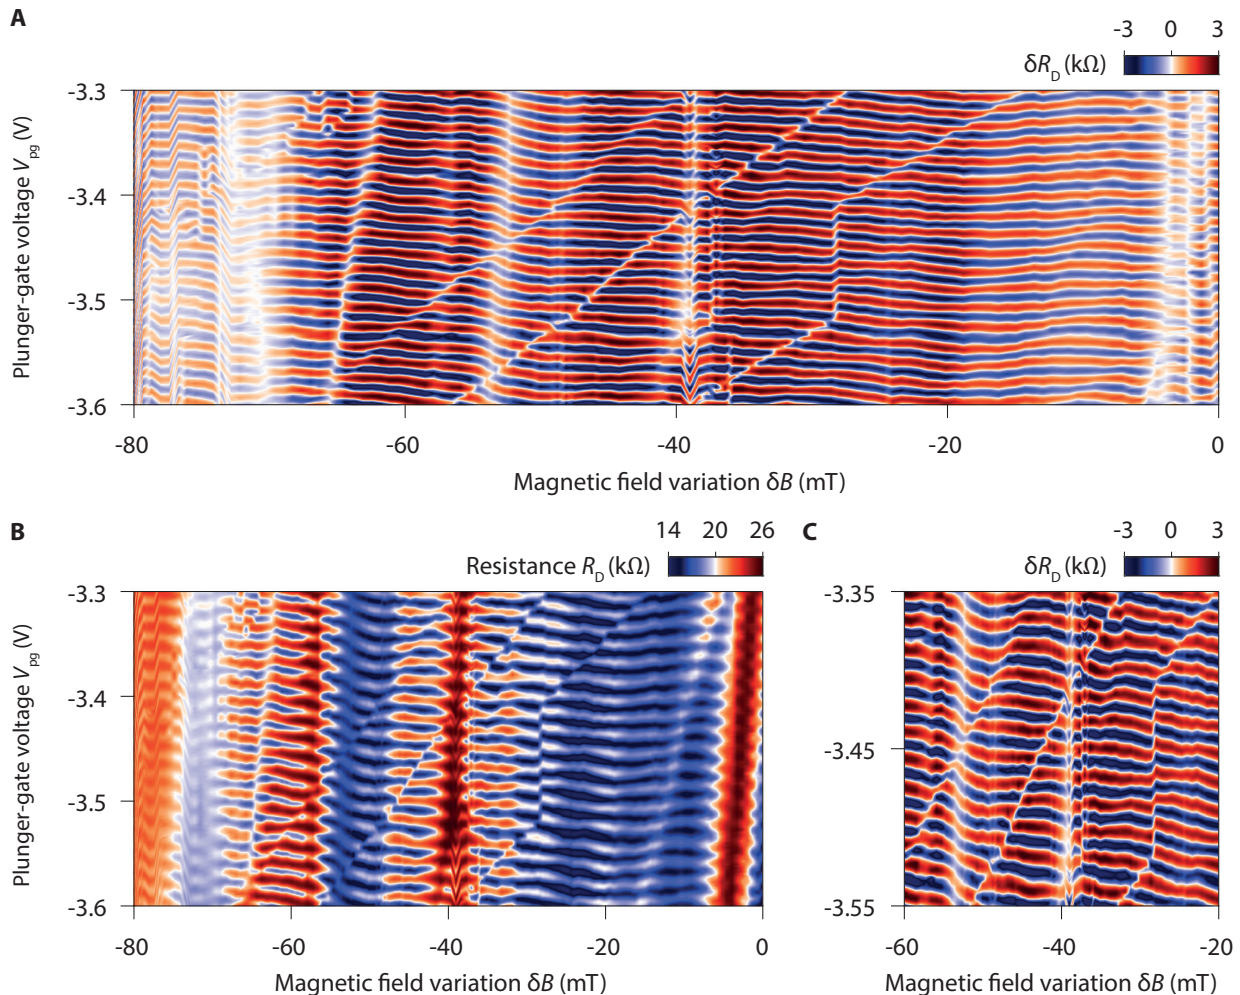 A
-3 0 3
δR_D (kΩ)
Plunger-gate voltage V_pg (V)
-3.3
-3.4
-3.5
-3.6
-80 -60 -40 -20 0
Magnetic field variation δB (mT)
B
14 20 26
Resistance R_D (kΩ)
Plunger-gate voltage V_pg (V)
-3.3
-3.4
-3.5
-3.6
-80 -60 -40 -20 0
Magnetic field variation δB (mT)
C
-3 0 3
δR_D (kΩ)
-3.35
-3.45
-3.55
-60 -40 -20
Magnetic field variation δB (mT)